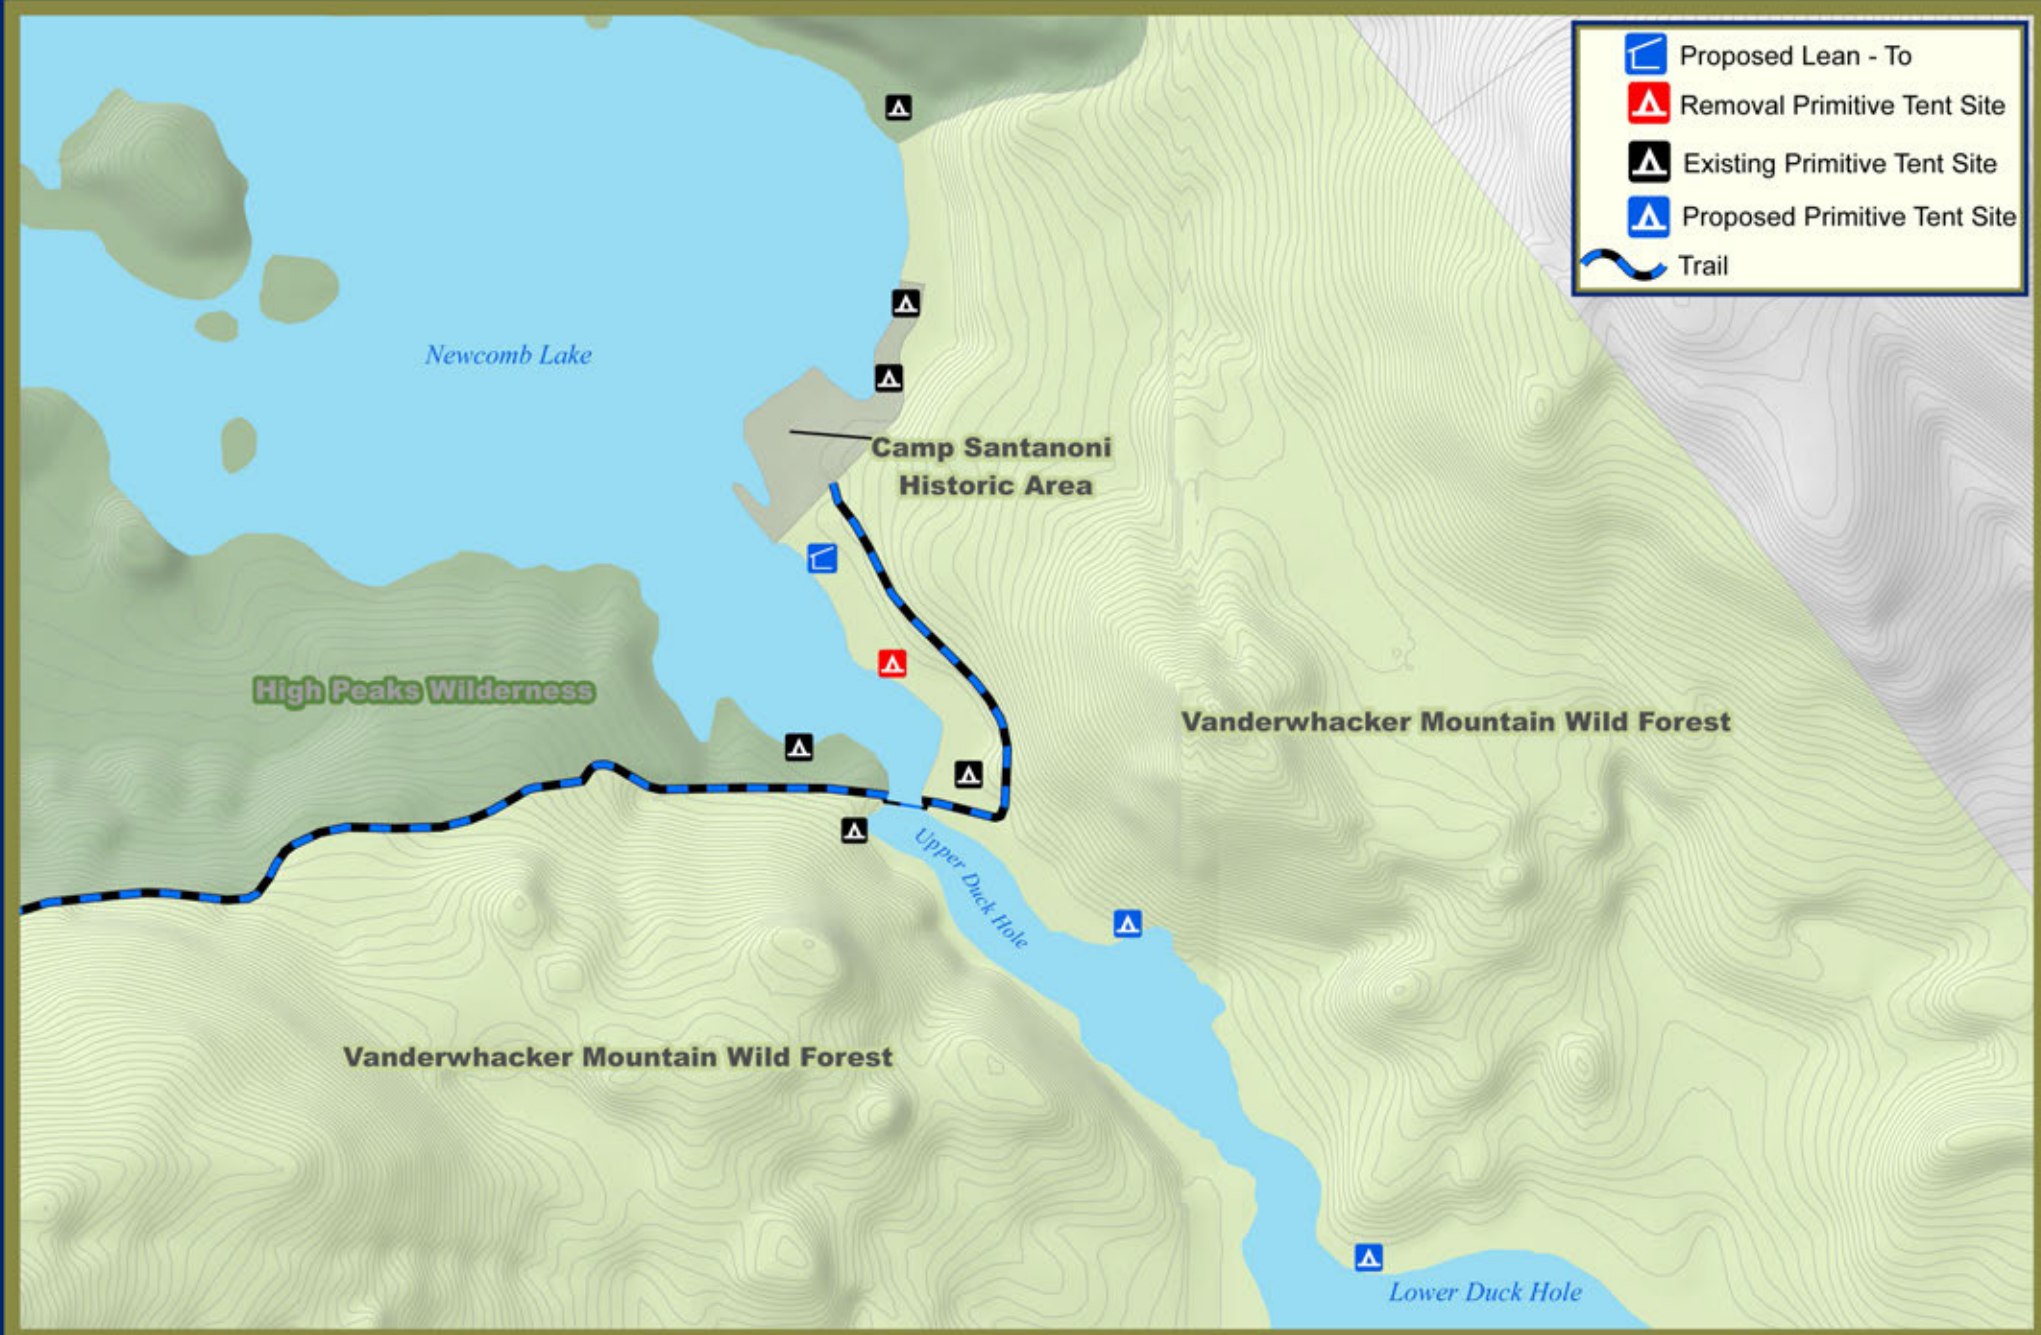 Proposed Lean - To
Removal Primitive Tent Site
Existing Primitive Tent Site
Proposed Primitive Tent Site
Trail
Newcomb Lake
Camp Santanoni
Historic Area
High Peaks Wilderness
Vanderwhacker Mountain Wild Forest
Upper Duck Hole
Vanderwhacker Mountain Wild Forest
Lower Duck Hole